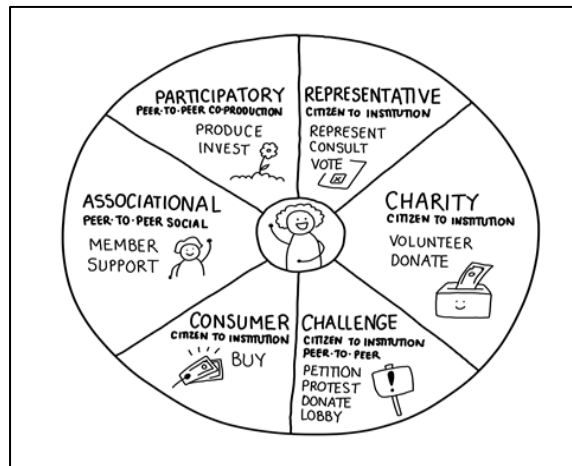 PARTICIPATORY
PEER-TO-PEER CO-PRODUCTION
PRODUCE
INVEST
REPRESENTATIVE
CITIZEN TO INSTITUTION
REPRESENT
CONSULT
VOTE
CHARITY
CITIZEN TO INSTITUTION
VOLUNTEER
DONATE
CHALLENGE
CITIZEN TO INSTITUTION
PEER-TO-PEER
PETITION
PROTEST
DONATE
LOBBY
!
CONSUMER
CITIZEN TO INSTITUTION
BUY
ASSOCIATIONAL
PEER-TO-PEER SOCIAL
MEMBER
SUPPORT